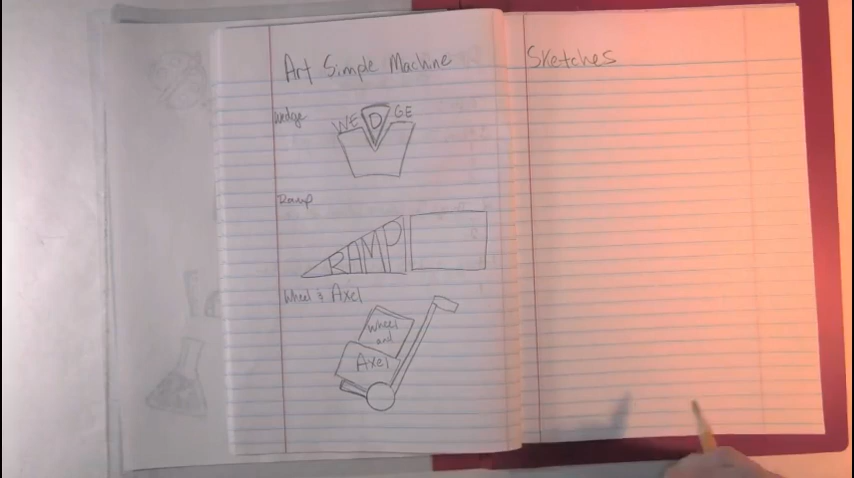 Art Simple Machine
Wedge
WEDGE
Ramp
RAMP
Wheel & Axel
Wheel
and
Axel
Sketches